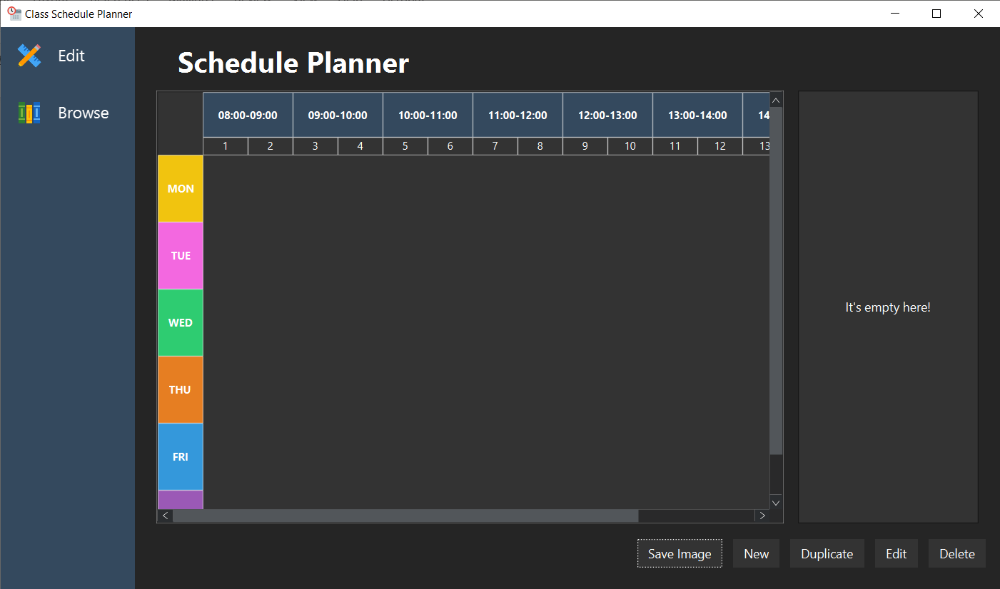 Class Schedule Planner
Edit
Browse
Schedule Planner
08:00-09:00 09:00-10:00 10:00-11:00 11:00-12:00 12:00-13:00 13:00-14:00 14
1 2 3 4 5 6 7 8 9 10 11 12 13
MON
TUE
WED
THU
FRI
It's empty here!
Save Image New Duplicate Edit Delete